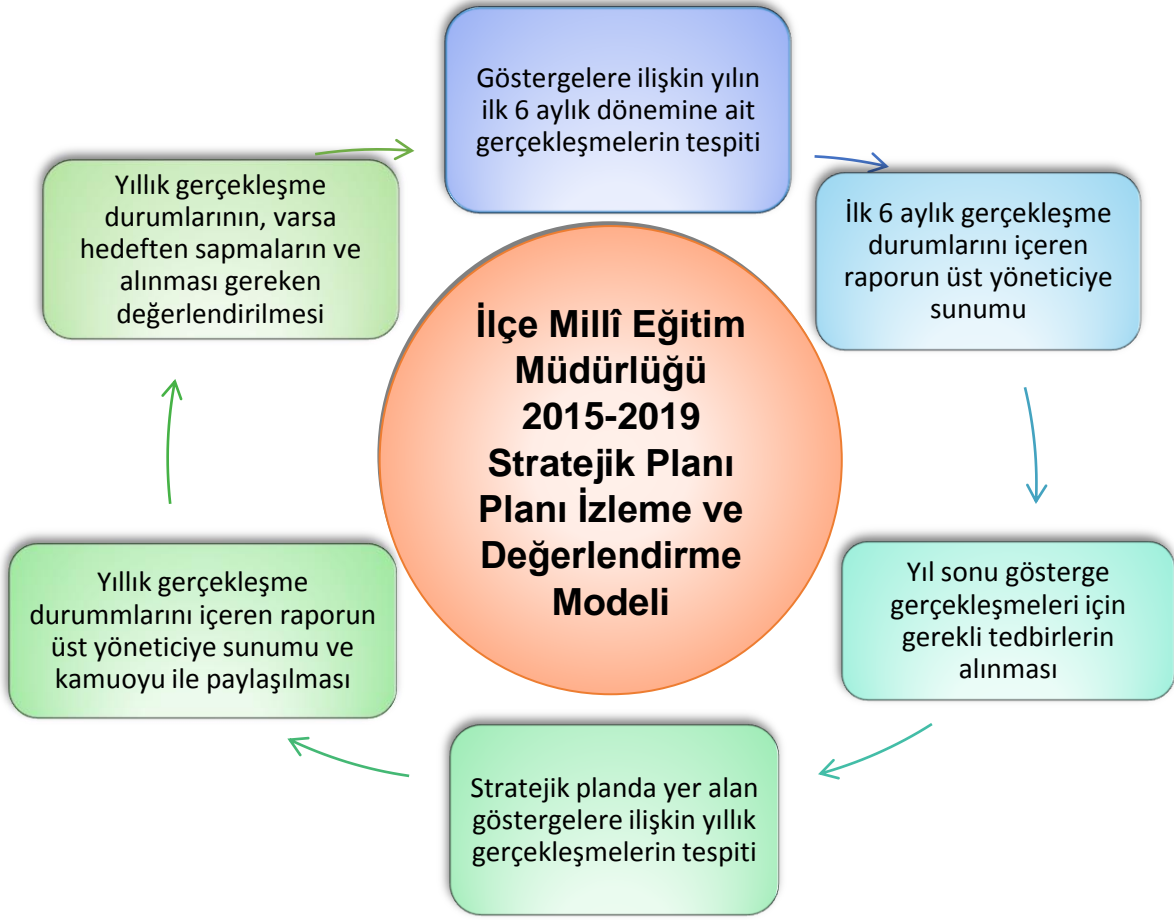 Göstergelere ilişkin yılın
ilk 6 aylık dönemine ait
gerçekleşmelerin tespiti
İlk 6 aylık gerçekleşme
durumlarını içeren
raporun üst yöneticiye
sunumu
Yıl sonu gösterge
gerçekleşmeleri için
gerekli tedbirlerin
alınması
Stratejik planda yer alan
göstergelere ilişkin yıllık
gerçekleşmelerin tespiti
Yıllık gerçekleşme
durummlarını içeren raporun
üst yöneticiye sunumu ve
kamuoyu ile paylaşılması
Yıllık gerçekleşme
durumlarının, varsa
hedeften sapmaların ve
alınması gereken
değerlendirilmesi
İlçe Millî Eğitim
Müdürlüğü
2015-2019
Stratejik Planı
Planı İzleme ve
Değerlendirme
Modeli